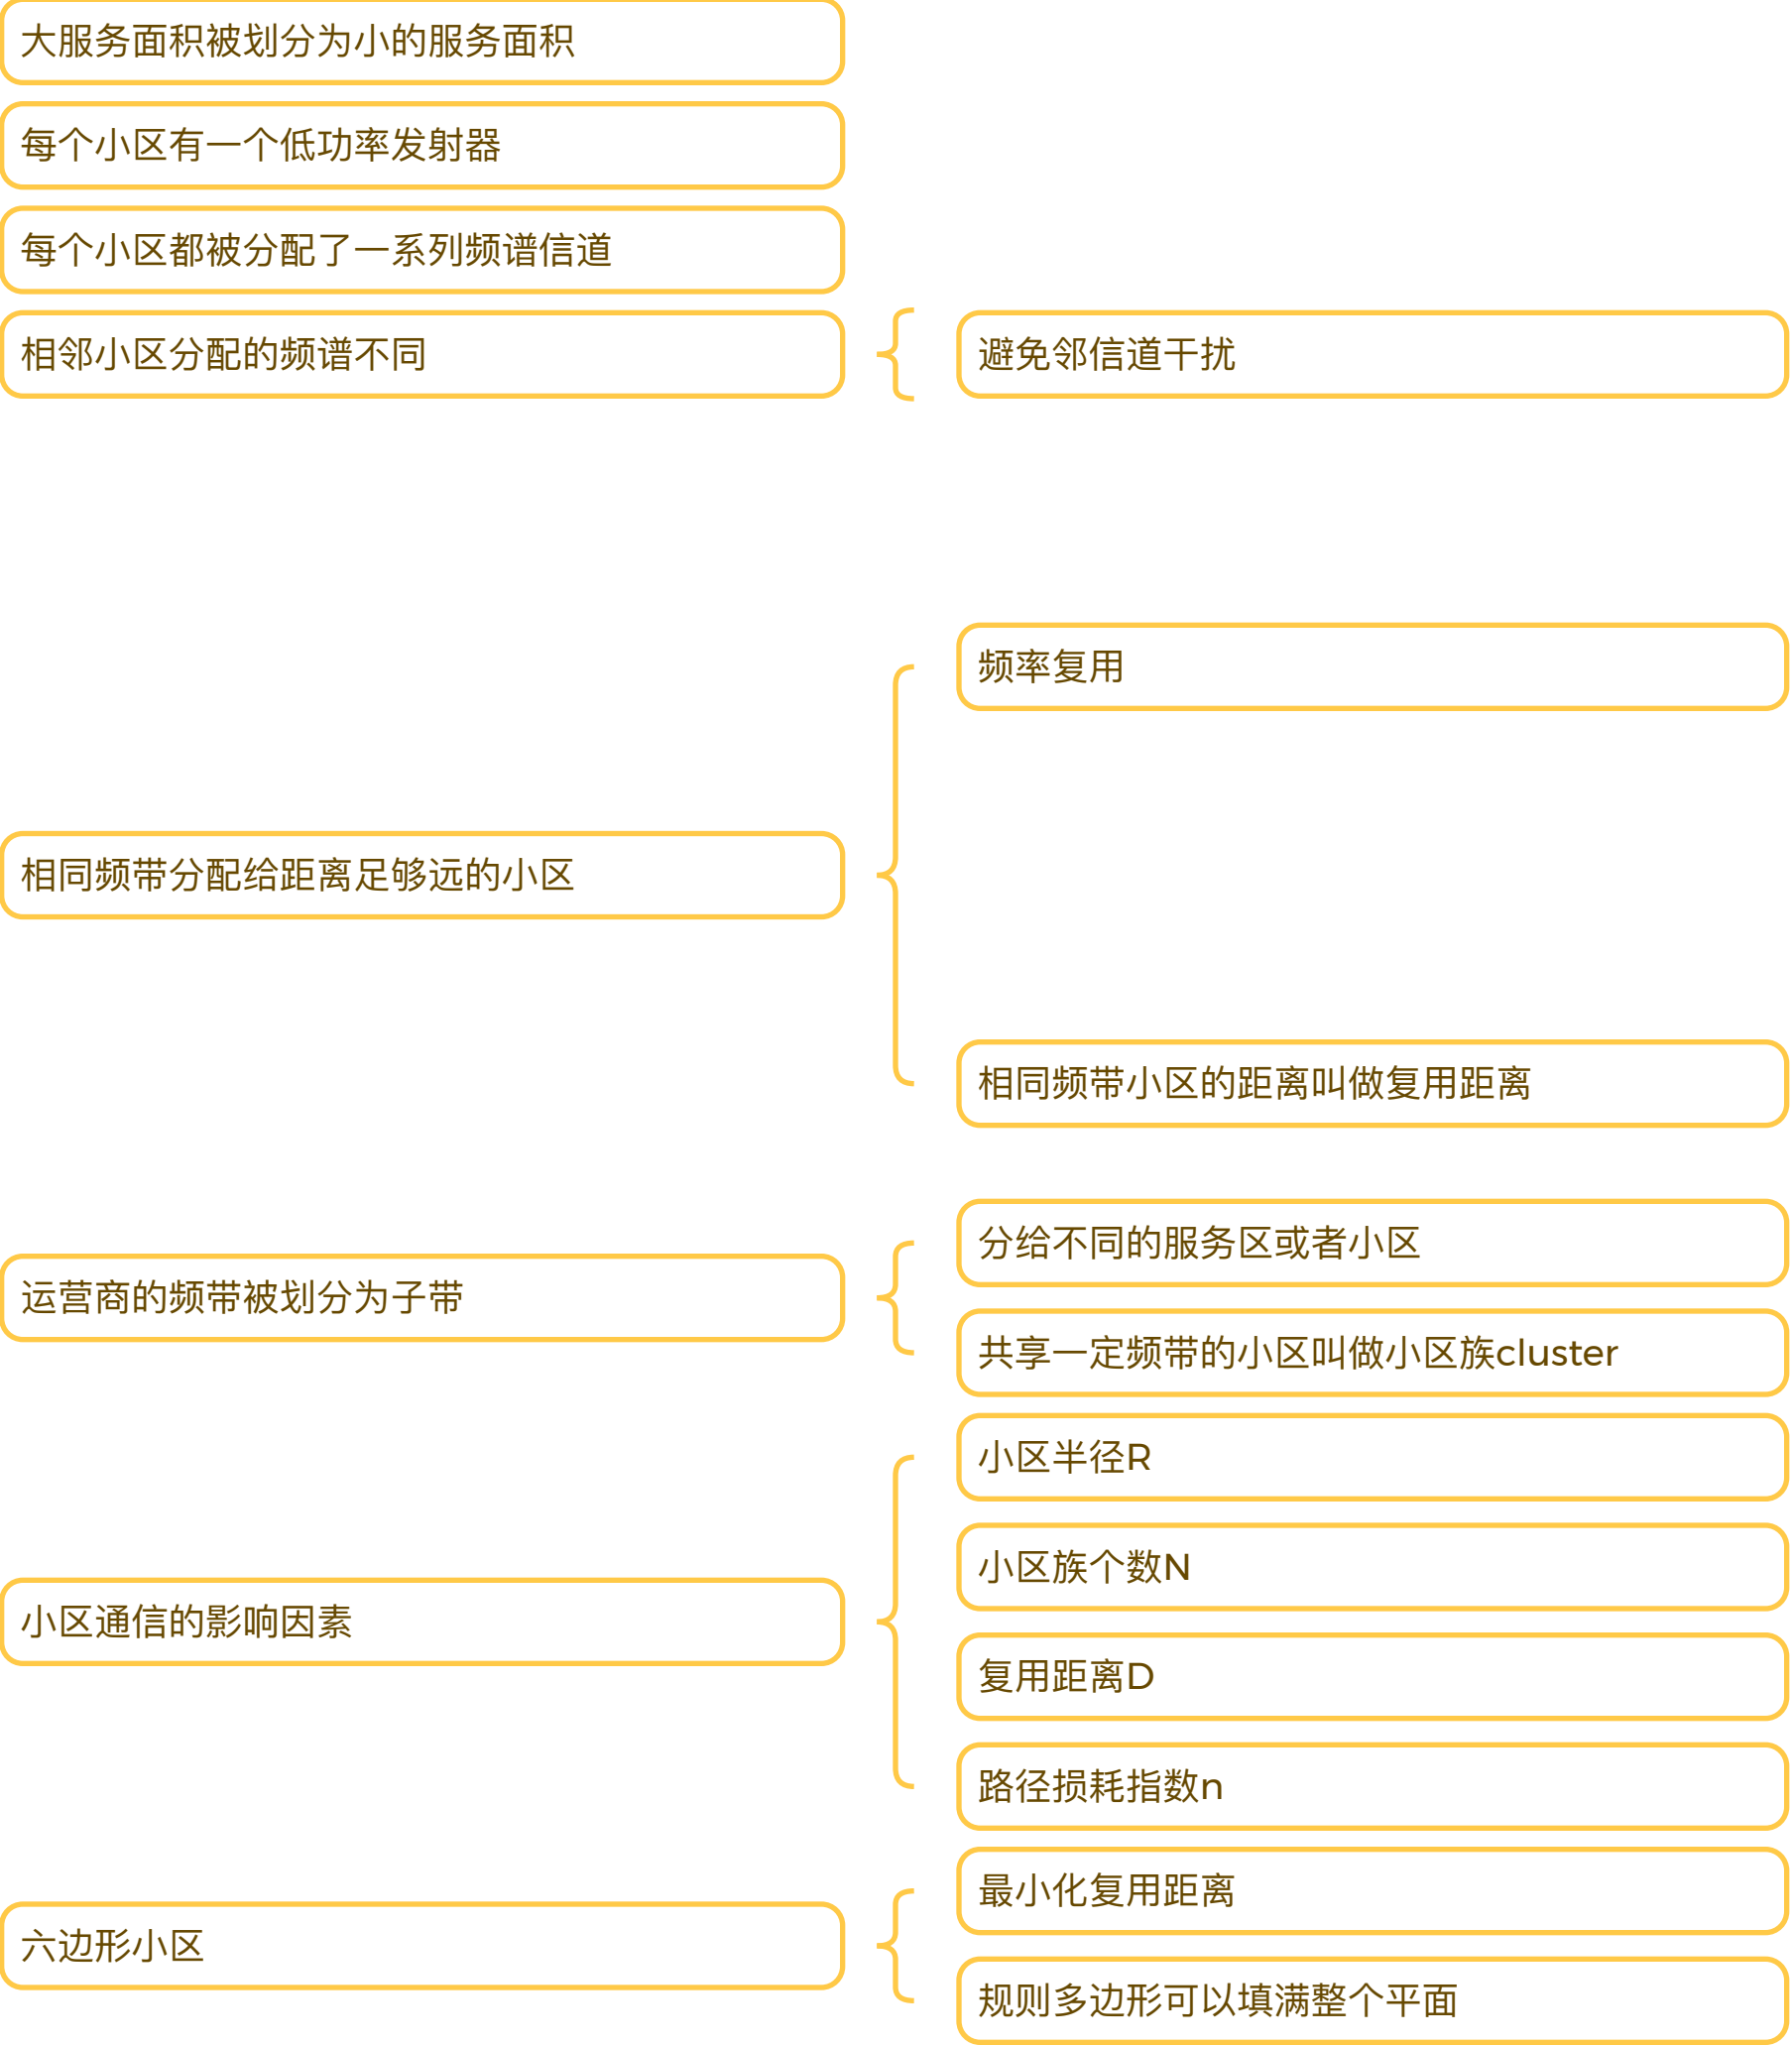 大服务面积被划分为小的服务面积
每个小区有一个低功率发射器
每个小区都被分配了一系列频谱信道
相邻小区分配的频谱不同
避免邻信道干扰
相同频带分配给距离足够远的小区
频率复用
相同频带小区的距离叫做复用距离
运营商的频带被划分为子带
分给不同的服务区或者小区
共享一定频带的小区叫做小区族cluster
小区通信的影响因素
小区半径R
小区族个数N
复用距离D
路径损耗指数n
六边形小区
最小化复用距离
规则多边形可以填满整个平面